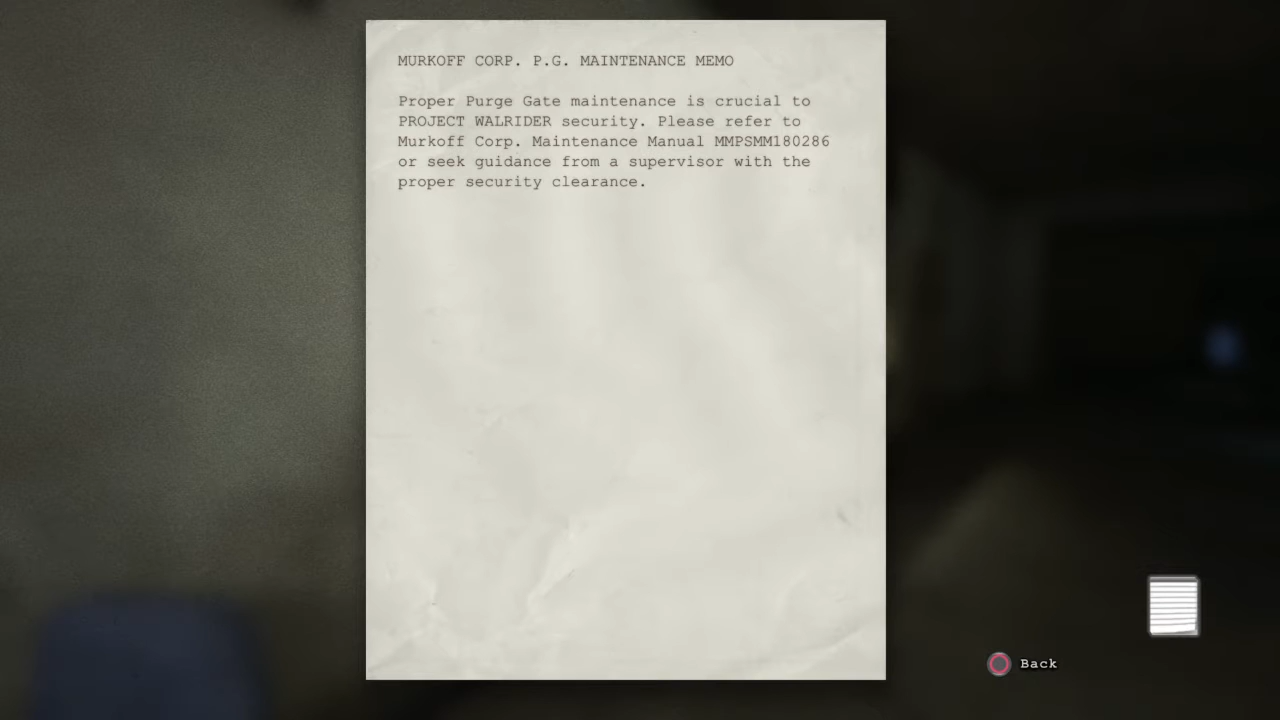 MURKOFF CORP. P.G. MAINTENANCE MEMO
Proper Purge Gate maintenance is crucial to
PROJECT WALRIDER security. Please refer to
Murkoff Corp. Maintenance Manual MMPSMM180286
or seek guidance from a supervisor with the
proper security clearance.
Back